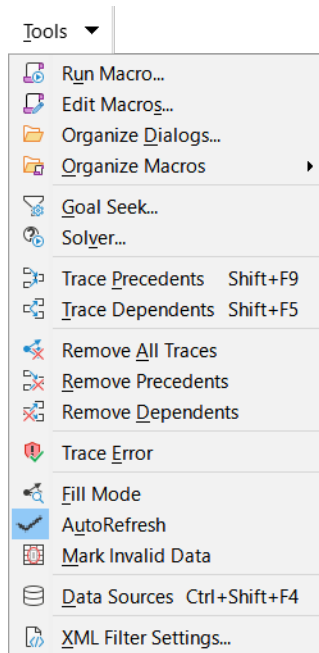 Tools
Run Macro...
Edit Macros...
Organize Dialogs...
Organize Macros
Goal Seek...
Solver...
Trace Precedents Shift+F9
Trace Dependents Shift+F5
Remove All Traces
Remove Precedents
Remove Dependents
Trace Error
Fill Mode
AutoRefresh
Mark Invalid Data
Data Sources Ctrl+Shift+F4
XML Filter Settings...